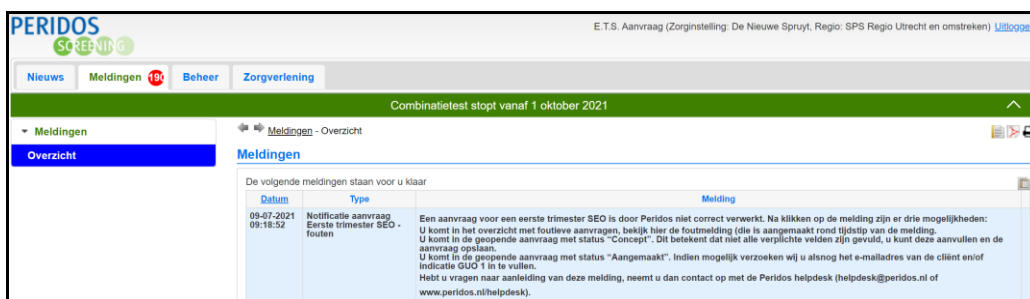 PERIDOS
SCREENING
E.T.S. Aanvraag (Zorginstelling: De Nieuwe Spruyt, Regio: SPS Regio Utrecht en omstreken) Uitlogge
Nieuws Meldingen 190 Beheer Zorgverlening
Combinatietest stopt vanaf 1 oktober 2021
Meldingen
Overzicht
Meldingen - Overzicht
Meldingen
De volgende meldingen staan voor u klaar
Datum Type Melding
09-07-2021
09:18:52
Notificatie aanvraag
Eerste trimester SEO -
fouten
Een aanvraag voor een eerste trimester SEO is door Peridos niet correct verwerkt. Na klikken op de melding zijn er drie mogelijkheden:
U komt in het overzicht met foutieve aanvragen, bekijk hier de foutmelding (die is aangemaakt rond tijdstip van de melding.
U komt in de geopende aanvraag met status “Concept”. Dit betekent dat niet alle verplichte velden zijn gevuld, u kunt deze aanvullen en de
aanvraag opslaan.
U komt in de geopende aanvraag met status “Aangemaakt”. Indien mogelijk verzoeken wij u alsnog het e-mailadres van de cliënt en/of
indicatie GUO 1 in te vullen.
Hebt u vragen naar aanleiding van deze melding, neemt u dan contact op met de Peridos helpdesk (helpdesk@peridos.nl of
www.peridos.nl/helpdesk).